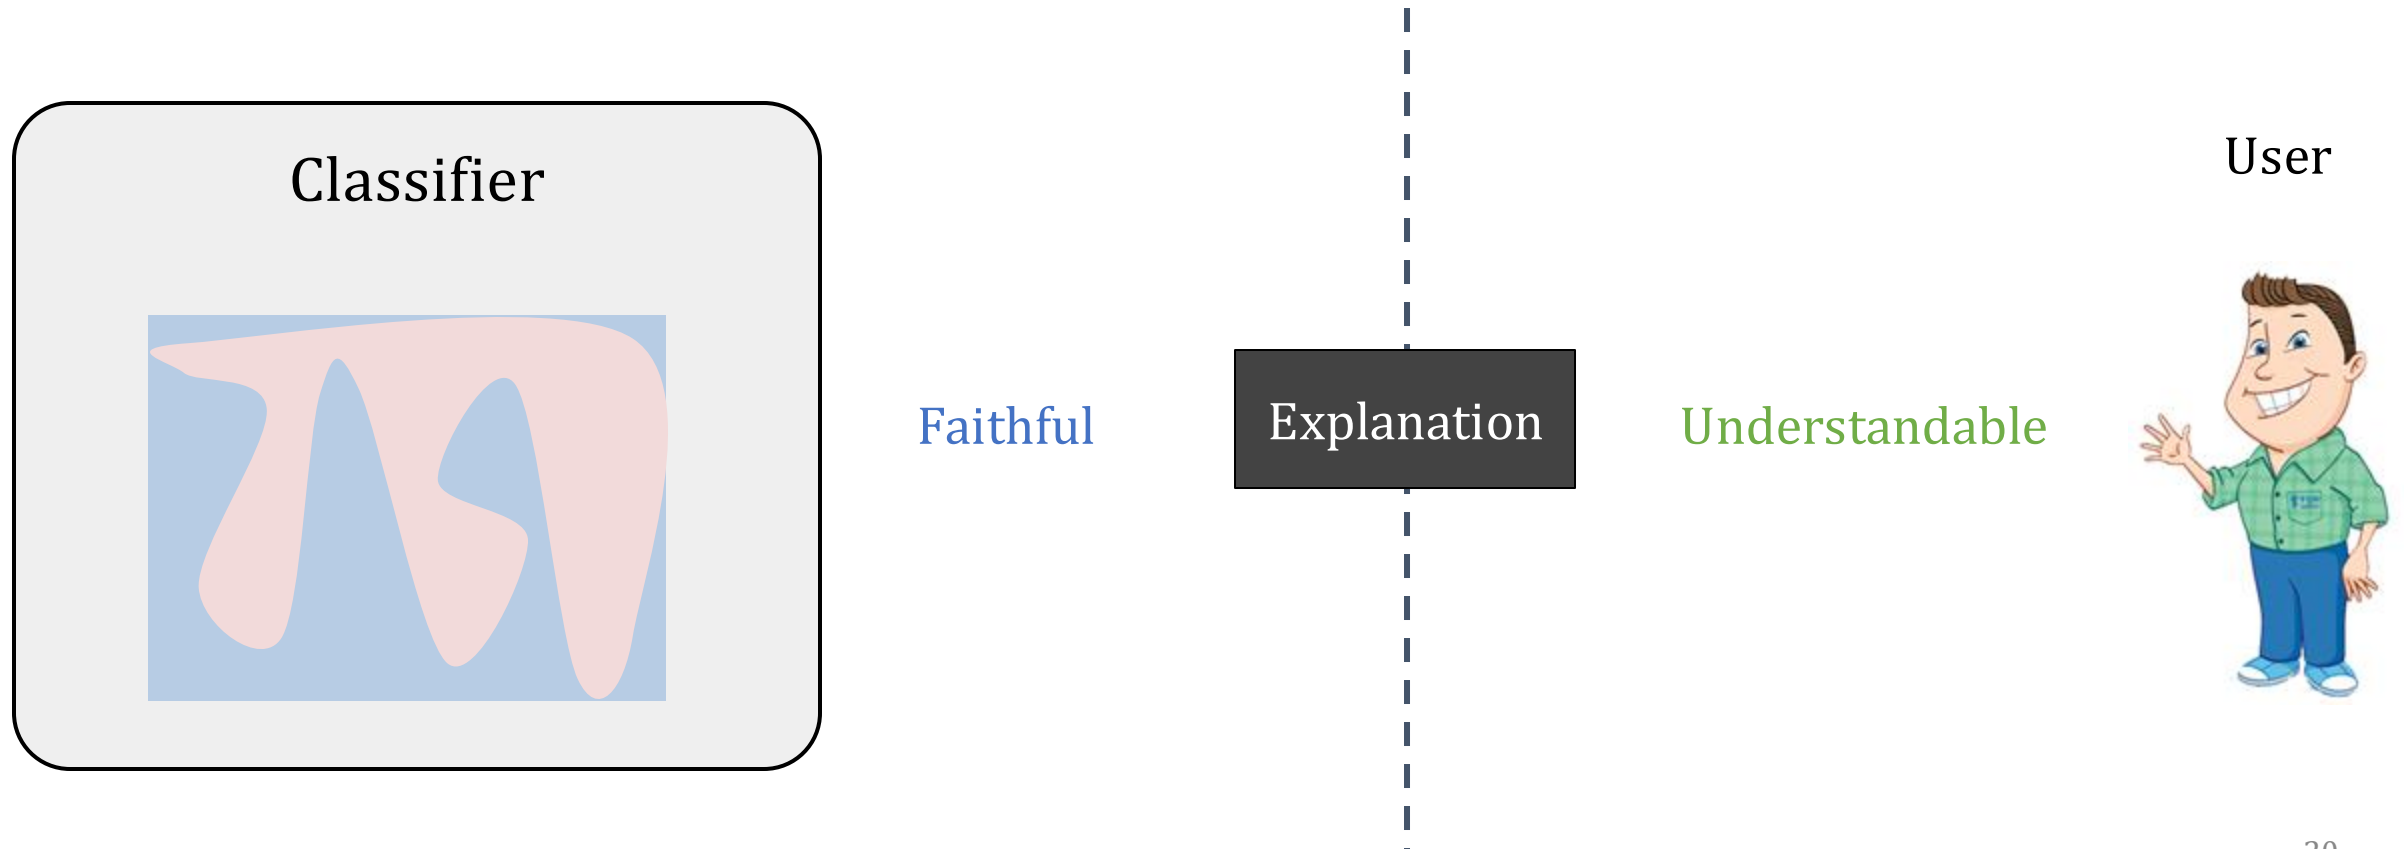 Classifier
User
Faithful
Explanation
Understandable